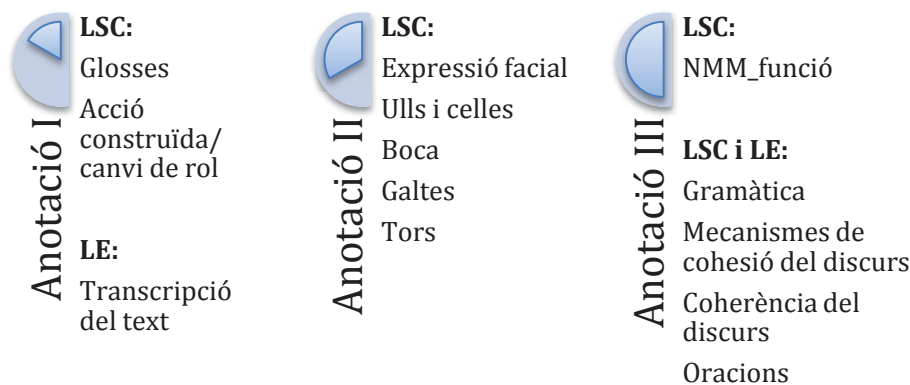 Anotació I
LSC:
Glosses
Acció
construïda/
canvi de rol
LE:
Transcripció
del text
Anotació II
LSC:
Expressió facial
Ulls i celles
Boca
Galtes
Tors
Anotació III
LSC:
NMM_funció
LSC i LE:
Gramàtica
Mecanismes de
cohesió del discurs
Coherència del
discurs
Oracions